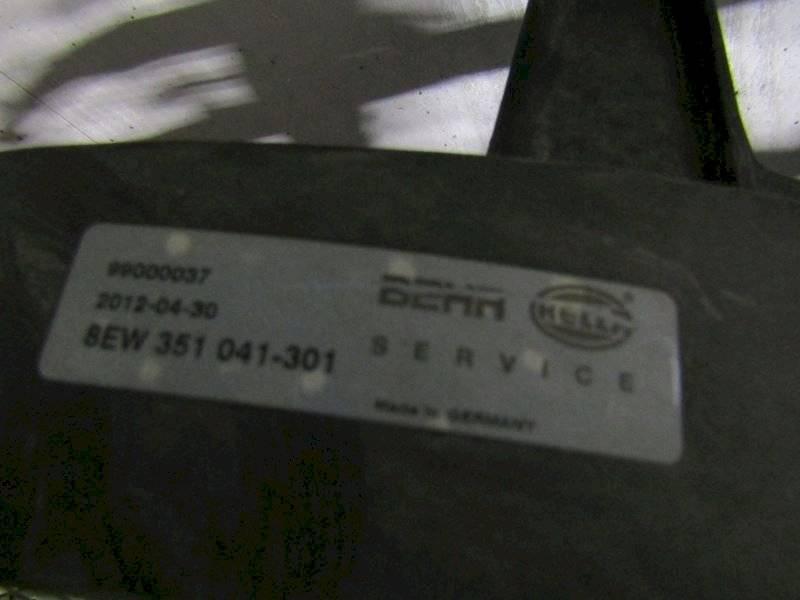 99000037
2012-04-30
8EW 351 041-301
BEHR HELLA
SERVICE
Made in GERMANY